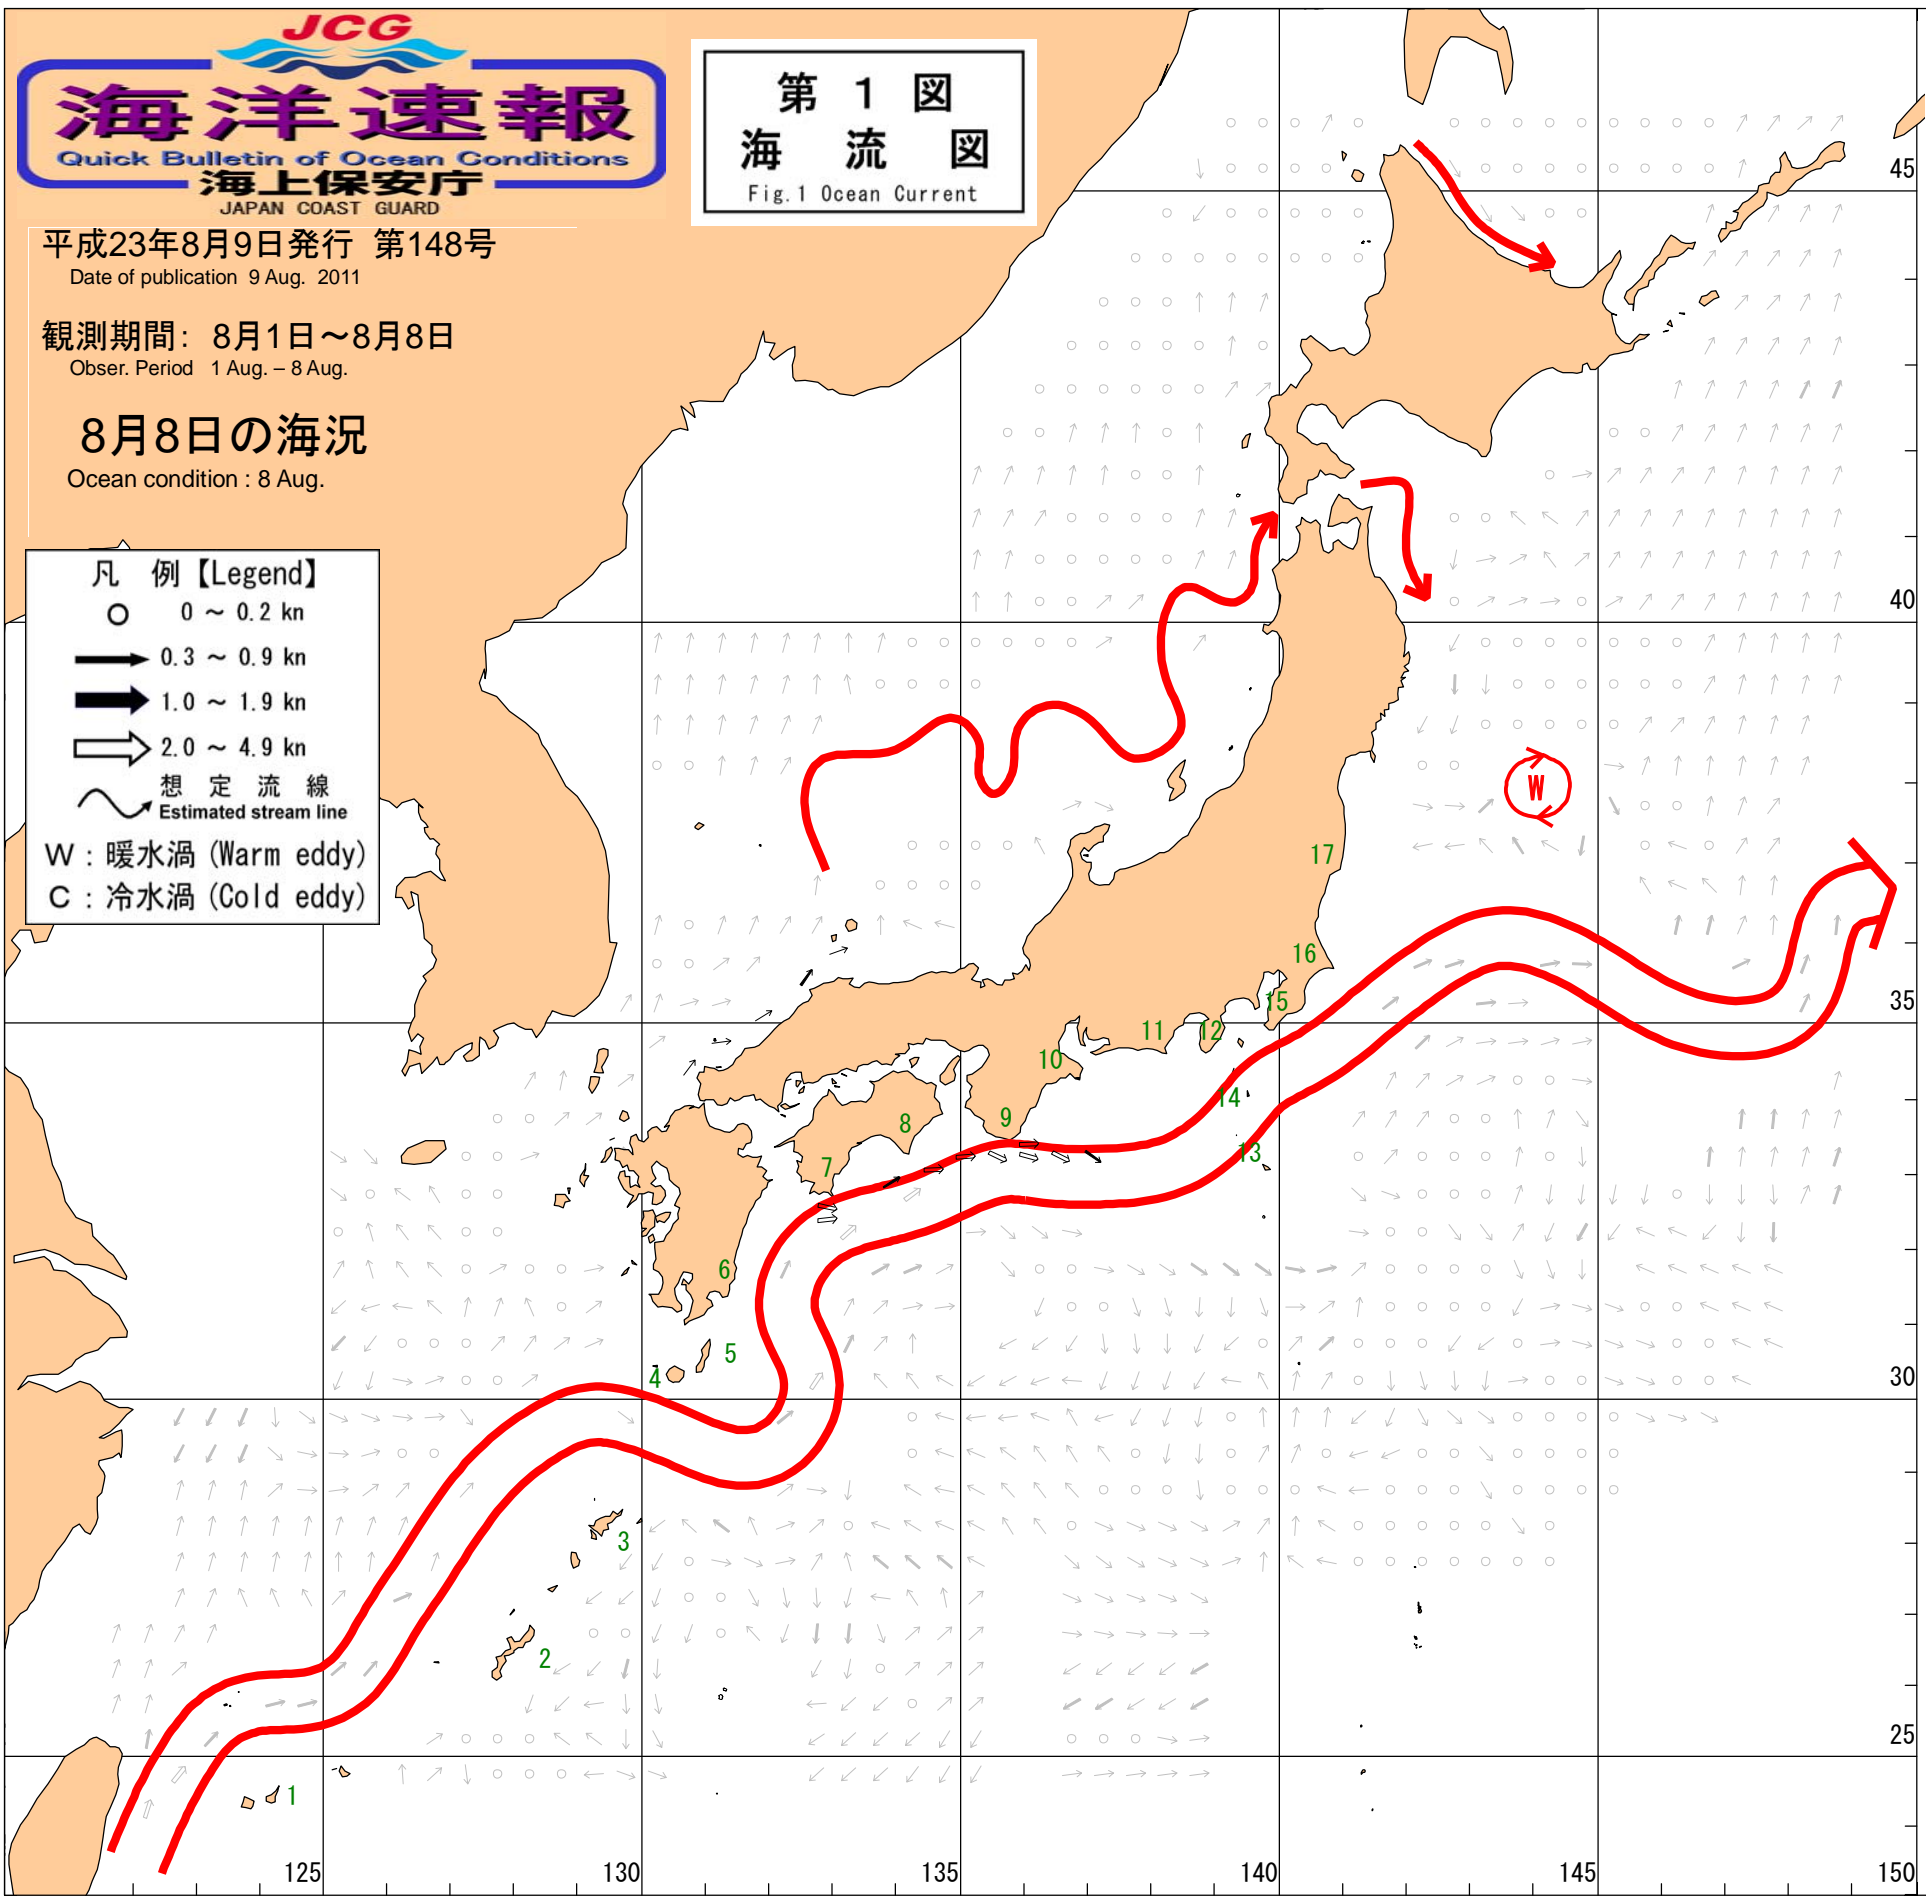 JCG
海洋速報
Quick Bulletin of Ocean Conditions
海上保安庁
JAPAN COAST GUARD
第 1 図
海 流 図
Fig.1 Ocean Current
平成23年8月9日発行 第148号
Date of publication 9 Aug. 2011
観測期間: 8月1日～8月8日
Obser. Period 1 Aug. – 8 Aug.
8月8日の海況
Ocean condition : 8 Aug.
凡 例【Legend】
0 ～ 0.2 kn
0.3 ～ 0.9 kn
1.0 ～ 1.9 kn
2.0 ～ 4.9 kn
想 定 流 線
Estimated stream line
W : 暖水渦 (Warm eddy)
C : 冷水渦 (Cold eddy)
45
40
W
17
16
35
15
12
11
10
14
9
8
13
7
6
5
4
30
3
2
25
1
125
130
135
140
145
150